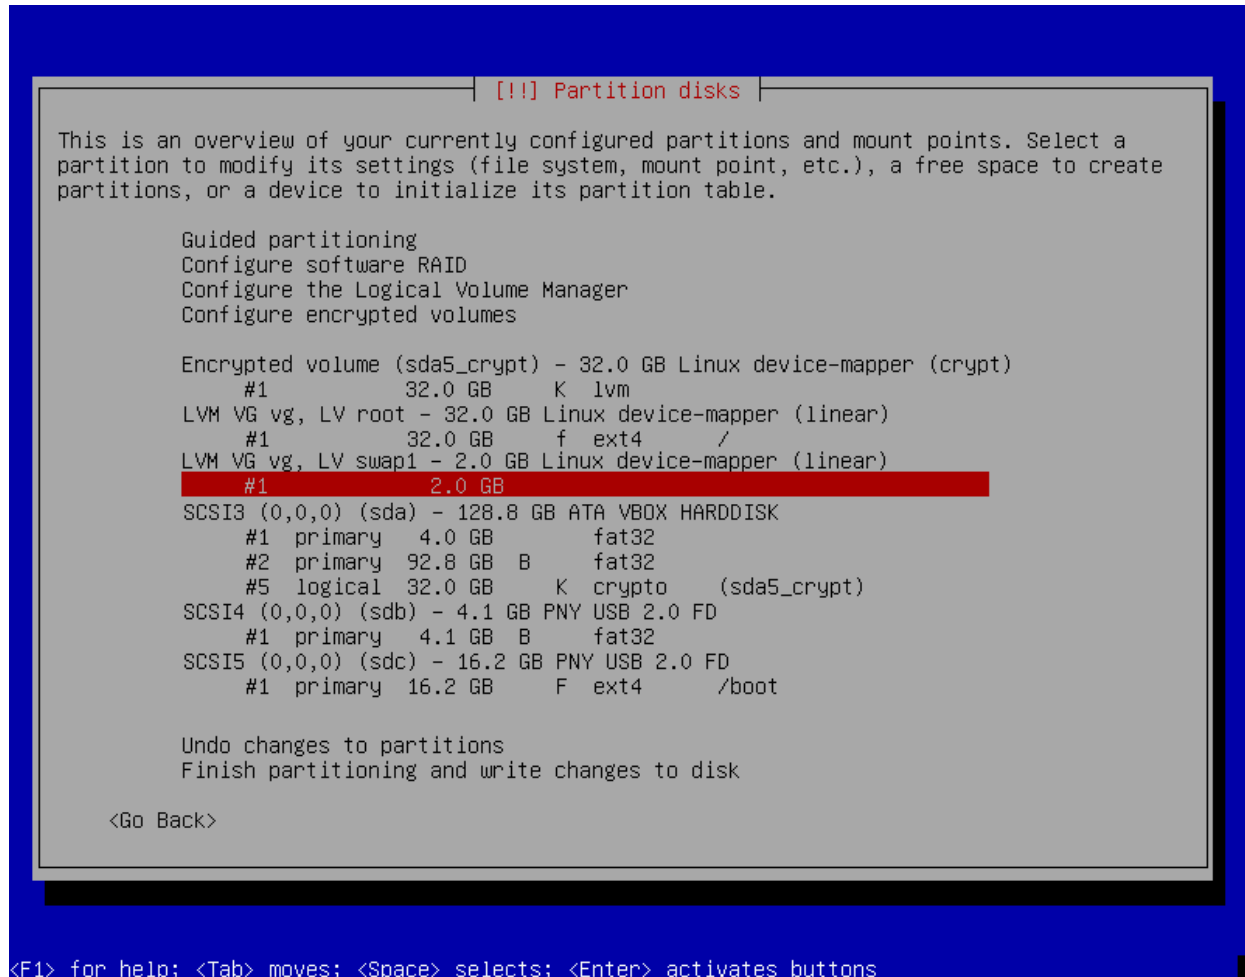 [!!] Partition disks
This is an overview of your currently configured partitions and mount points. Select a
partition to modify its settings (file system, mount point, etc.), a free space to create
partitions, or a device to initialize its partition table.
Guided partitioning
Configure software RAID
Configure the Logical Volume Manager
Configure encrypted volumes
Encrypted volume (sda5_crypt) - 32.0 GB Linux device-mapper (crypt)
#1 32.0 GB K lvm
LVM VG vg, LV root - 32.0 GB Linux device-mapper (linear)
#1 32.0 GB f ext4 /
LVM VG vg, LV swap1 - 2.0 GB Linux device-mapper (linear)
#1 2.0 GB
SCSI3 (0,0,0) (sda) - 128.8 GB ATA VBOX HARDDISK
#1 primary 4.0 GB fat32
#2 primary 92.8 GB B fat32
#5 logical 32.0 GB K crypto (sda5_crypt)
SCSI4 (0,0,0) (sdb) - 4.1 GB PNY USB 2.0 FD
#1 primary 4.1 GB B fat32
SCSI5 (0,0,0) (sdc) - 16.2 GB PNY USB 2.0 FD
#1 primary 16.2 GB F ext4 /boot
Undo changes to partitions
Finish partitioning and write changes to disk
<Go Back>
<F1> for help; <Tab> moves; <Space> selects; <Enter> activates buttons